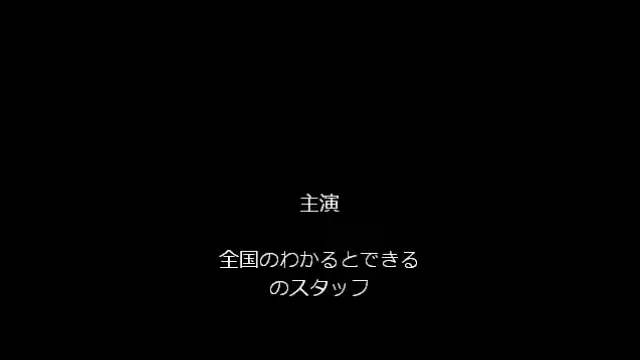 主演
全国のわかるとできる
のスタッフ